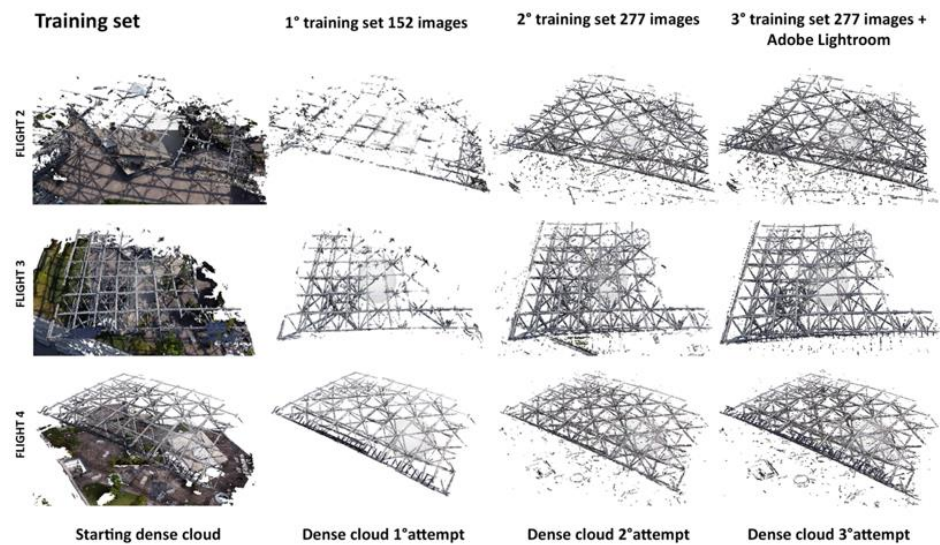 Training set
1° training set 152 images
2° training set 277 images
3° training set 277 images +
Adobe Lightroom
FLIGHT 2
FLIGHT 3
FLIGHT 4
Starting dense cloud
Dense cloud 1°attempt
Dense cloud 2°attempt
Dense cloud 3°attempt